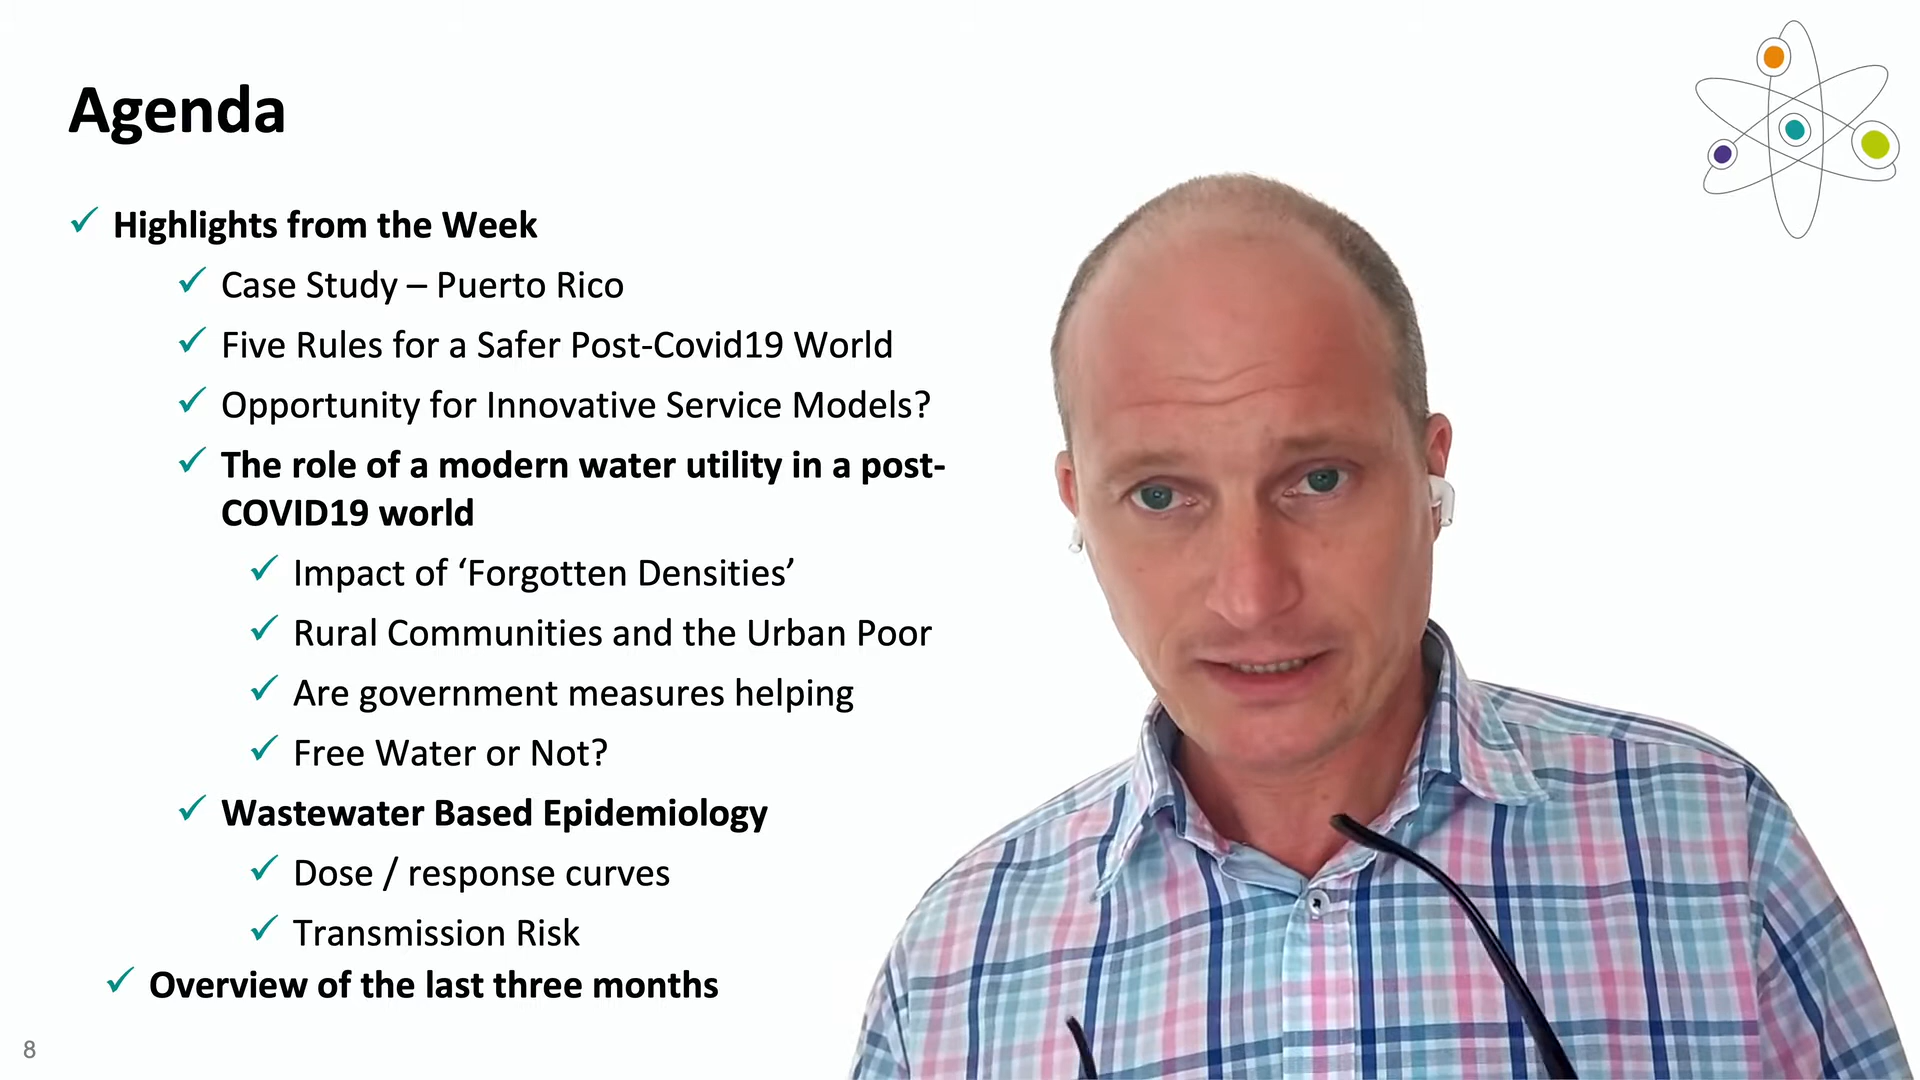 Agenda
Highlights from the Week
Case Study – Puerto Rico
Five Rules for a Safer Post-Covid19 World
Opportunity for Innovative Service Models?
The role of a modern water utility in a post-
COVID19 world
Impact of ‘Forgotten Densities’
Rural Communities and the Urban Poor
Are government measures helping
Free Water or Not?
Wastewater Based Epidemiology
Dose / response curves
Transmission Risk
Overview of the last three months
8